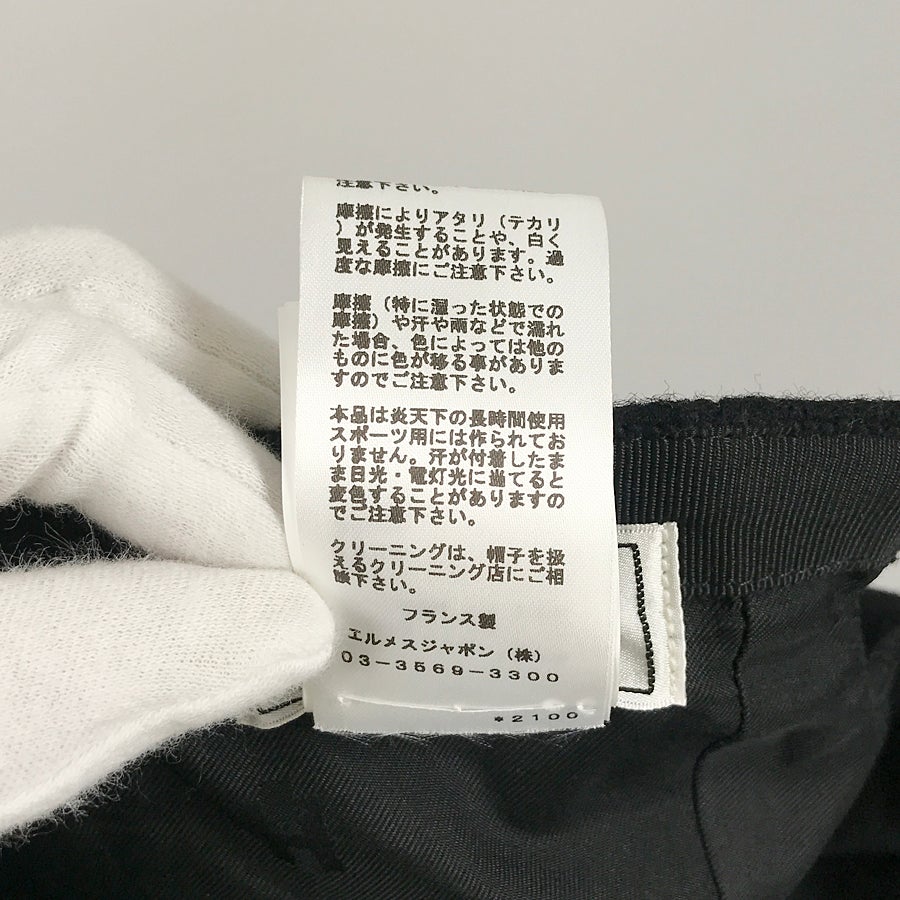 注意下さい。
摩擦によりアタリ（テカリ
）が発生することや、白く
見えることがあります。過
度な摩擦にご注意下さい。
摩擦（特に湿った状態での
摩擦）や汗や雨などで濡れ
た場合、色によっては他の
ものに色が移る事がありま
すのでご注意下さい。
本品は炎天下の長時間使用
スポーツ用には作られてお
りません。汗が付着したま
ま日光・電灯光に当てると
変色することがありますの
でご注意下さい。
クリーニングは、帽子を扱
えるクリーニング店にご相
談下さい。
フランス製
エルメスジャポン（株）
03-3569-3300
*2100